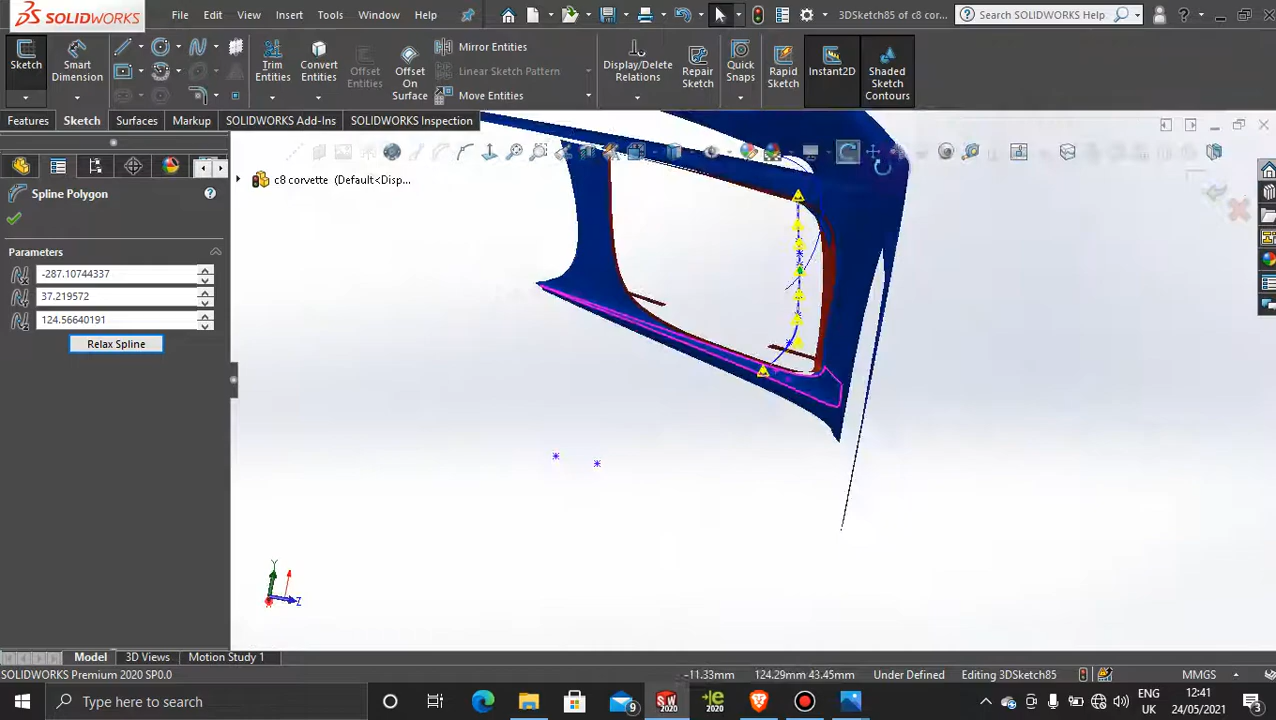 SOLIDWORKS File Edit View Insert Tools Window Help 3DSketch85 of c8 cor... Search SOLIDWORKS Help ?
Sketch Smart Dimension Trim Entities Convert Entities Offset Entities Offset On Surface Mirror Entities Linear Sketch Pattern Move Entities Display/Delete Relations Repair Sketch Quick Snaps Rapid Sketch Instant2D Shaded Sketch Contours
Features Sketch Surfaces Markup SOLIDWORKS Add-Ins SOLIDWORKS Inspection
c8 corvette (Default<Disp...
Spline Polygon
Parameters
-287.10744337
37.219572
124.56640191
Relax Spline
Y
Z
Model 3D Views Motion Study 1
SOLIDWORKS Premium 2020 SP0.0 -11.33mm 124.29mm 43.45mm Under Defined Editing 3DSketch85 MMGS
Type here to search 9 SW 2020 e 2020 ENG UK 12:41 24/05/2021 3